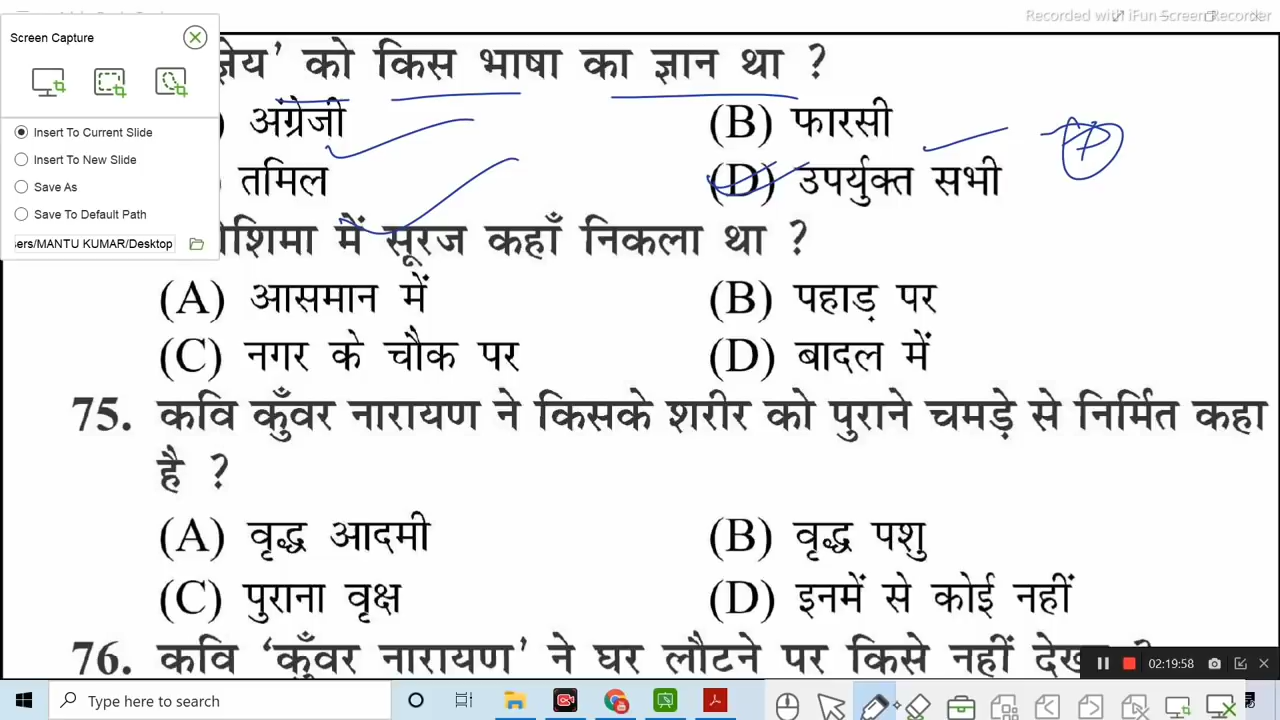 Recorded with iFun Screen Recorder
Screen Capture
Insert To Current Slide
Insert To New Slide
Save As
Save To Default Path
sers/MANTU KUMAR/Desktop
ज्ञेय’ को किस भाषा का ज्ञान था ?
अंग्रेजी (B) फारसी
तमिल (D) उपर्युक्त सभी
में सूरज कहाँ निकला था ?
(A) आसमान में (B) पहाड़ पर
(C) नगर के चौक पर (D) बादल में
75. कवि कुँवर नारायण ने किसके शरीर को पुराने चमड़े से निर्मित कहा
है ?
(A) वृद्ध आदमी (B) वृद्ध पशु
(C) पुराना वृक्ष (D) इनमें से कोई नहीं
76. कवि ‘कुँवर नारायण’ ने घर लौटने पर किसे नहीं
02:19:58
Type here to search